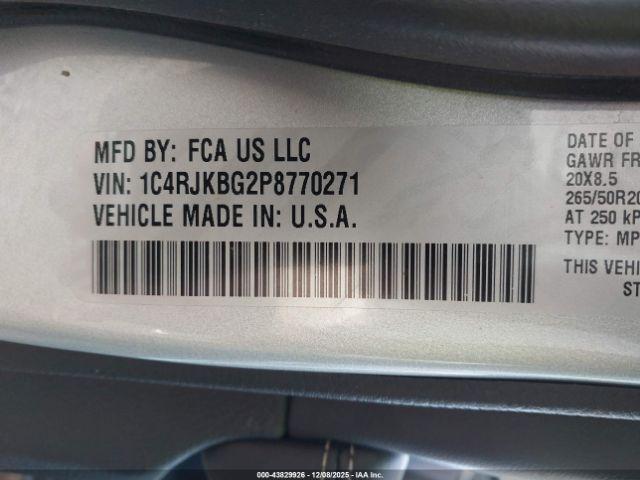 MFD BY: FCA US LLC
VIN: 1C4RJKBG2P8770271
VEHICLE MADE IN: U.S.A.
DATE OF
GAWR FR
20X8.5
265/50R20
AT 250 kP
TYPE: MP
THIS VEHI
ST
000-43829926 - 12/08/2025 - IAA Inc.